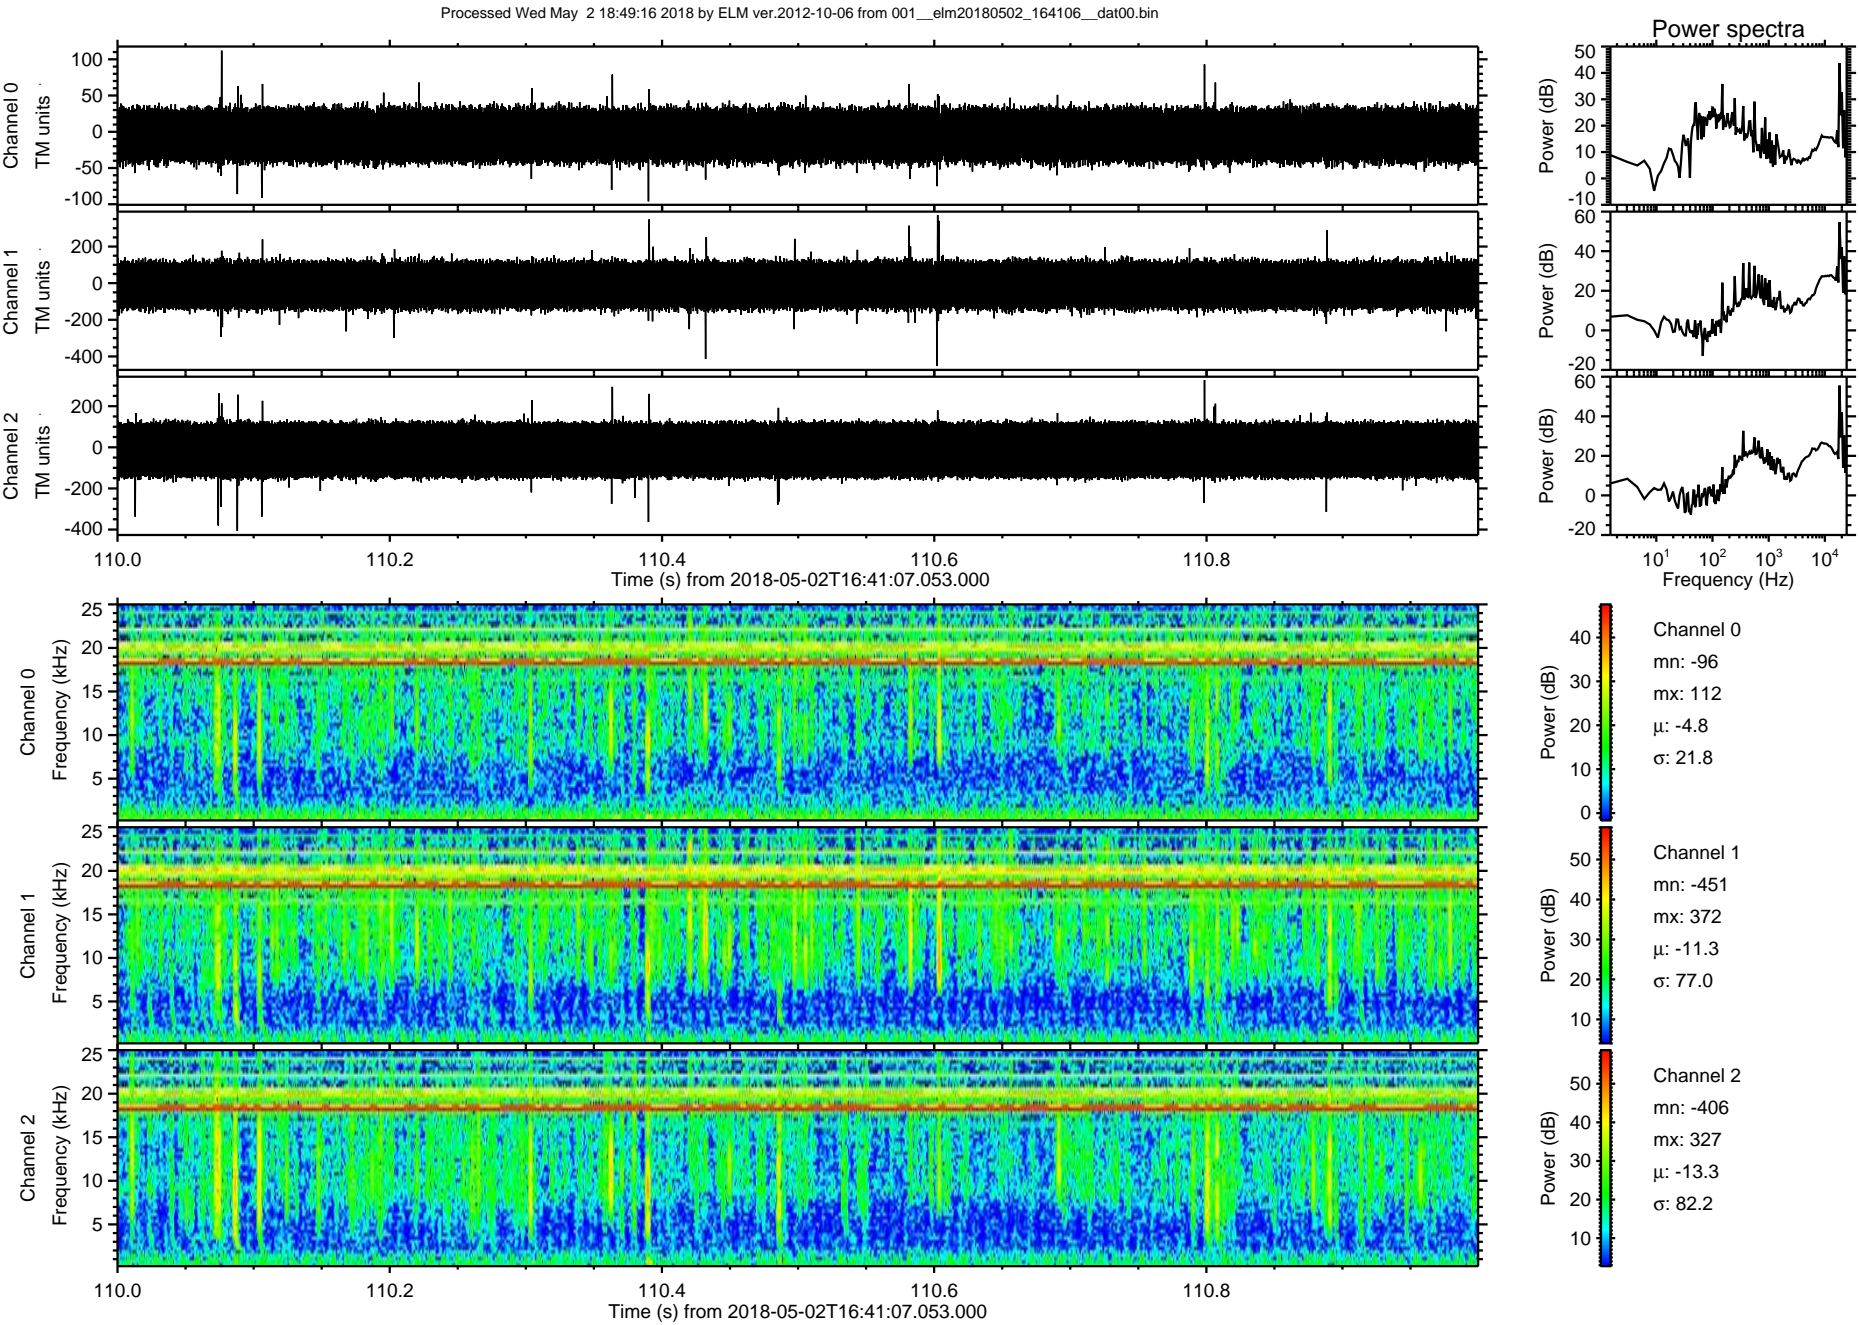 Processed Wed May  2 18:49:16 2018 by ELM ver.2012-10-06 from 001__elm20180502_164106__dat00.bin
Power spectra
Channel 0
TM units
100
50
0
-50
-100
Power (dB)
50
40
30
20
10
0
-10
Channel 1
TM units
200
0
-200
-400
Power (dB)
60
40
20
0
-20
Channel 2
TM units
200
0
-200
-400
Power (dB)
60
40
20
0
-20
110.0 110.2 110.4 110.6 110.8
Time (s) from 2018-05-02T16:41:07.053.000
10¹ 10² 10³ 10⁴
Frequency (Hz)
Channel 0
Frequency (kHz)
25
20
15
10
5
Power (dB)
40
30
20
10
0
Channel 0
mn: -96
mx: 112
μ: -4.8
σ: 21.8
Channel 1
Frequency (kHz)
25
20
15
10
5
Power (dB)
50
40
30
20
10
Channel 1
mn: -451
mx: 372
μ: -11.3
σ: 77.0
Channel 2
Frequency (kHz)
25
20
15
10
5
Power (dB)
50
40
30
20
10
Channel 2
mn: -406
mx: 327
μ: -13.3
σ: 82.2
110.0 110.2 110.4 110.6 110.8
Time (s) from 2018-05-02T16:41:07.053.000